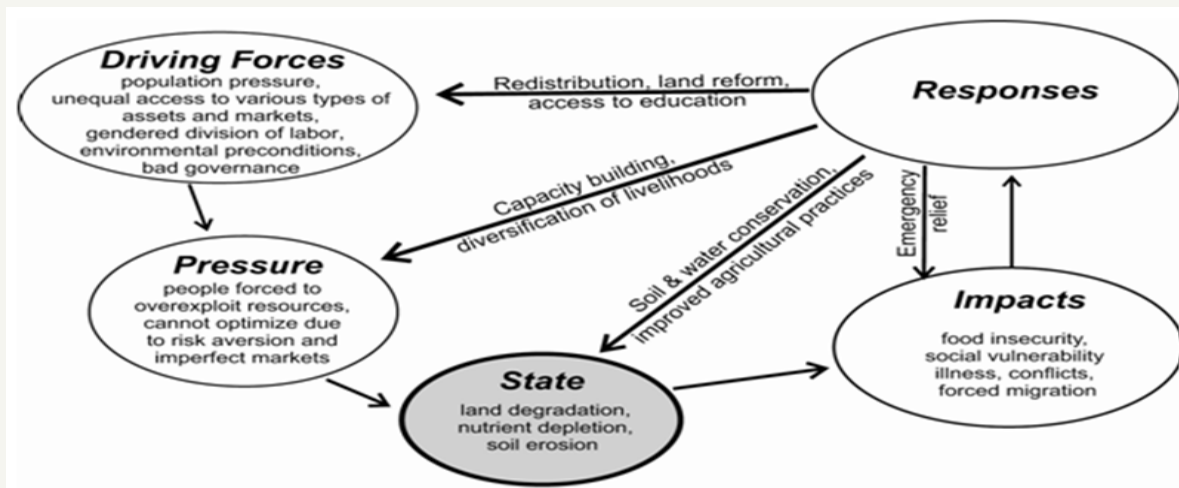 Driving Forces
population pressure,
unequal access to various types of
assets and markets,
gendered division of labor,
environmental preconditions,
bad governance
Redistribution, land reform,
access to education
Responses
Capacity building,
diversification of livelihoods
Soil & water conservation,
improved agricultural practices
Emergency
relief
Pressure
people forced to
overexploit resources,
cannot optimize due
to risk aversion and
imperfect markets
State
land degradation,
nutrient depletion,
soil erosion
Impacts
food insecurity,
social vulnerability
illness, conflicts,
forced migration